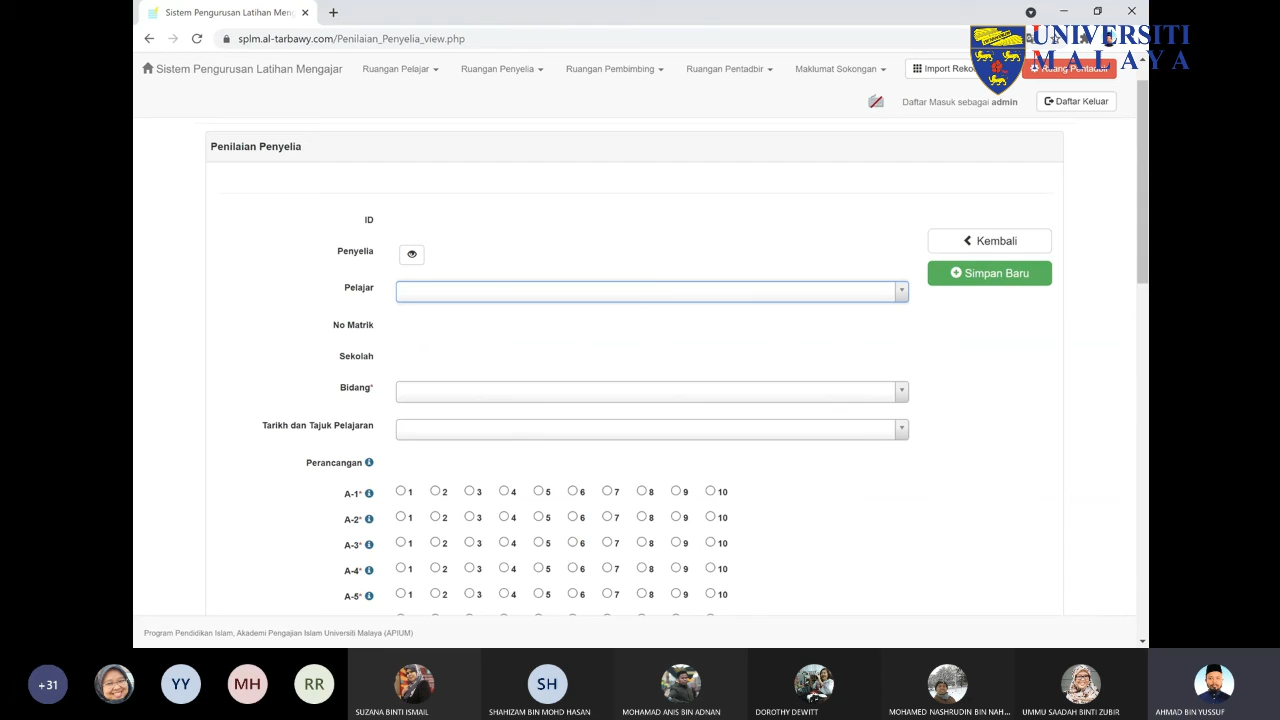 Sistem Pengurusan Latihan Meng
splm.al-tarbawy.com/Penilaian_Penyelia_view.php
UNIVERSITI
MALAYA
Sistem Pengurusan Latihan Mengajar Ruangan Pelajar Ruangan Penyelia Ruangan Pembimbing Ruangan Pentadbir Maklumat Sokongan Import Reko Ruang Pentadbir
Daftar Masuk sebagai admin Daftar Keluar
Penilaian Penyelia
ID
Penyelia
Kembali
Simpan Baru
Pelajar
No Matrik
Sekolah
Bidang*
Tarikh dan Tajuk Pelajaran
Perancangan
A-1* 1 2 3 4 5 6 7 8 9 10
A-2* 1 2 3 4 5 6 7 8 9 10
A-3* 1 2 3 4 5 6 7 8 9 10
A-4* 1 2 3 4 5 6 7 8 9 10
A-5* 1 2 3 4 5 6 7 8 9 10
Program Pendidikan Islam, Akademi Pengajian Islam Universiti Malaya (APIUM)
+31 YY MH RR SH
SUZANA BINTI ISMAIL SHAHIZAM BIN MOHD HASAN MOHAMAD ANIS BIN ADNAN DOROTHY DEWITT MOHAMED NASHRUDIN BIN NAH... UMMU SAADAH BINTI ZUBIR AHMAD BIN YUSSUF